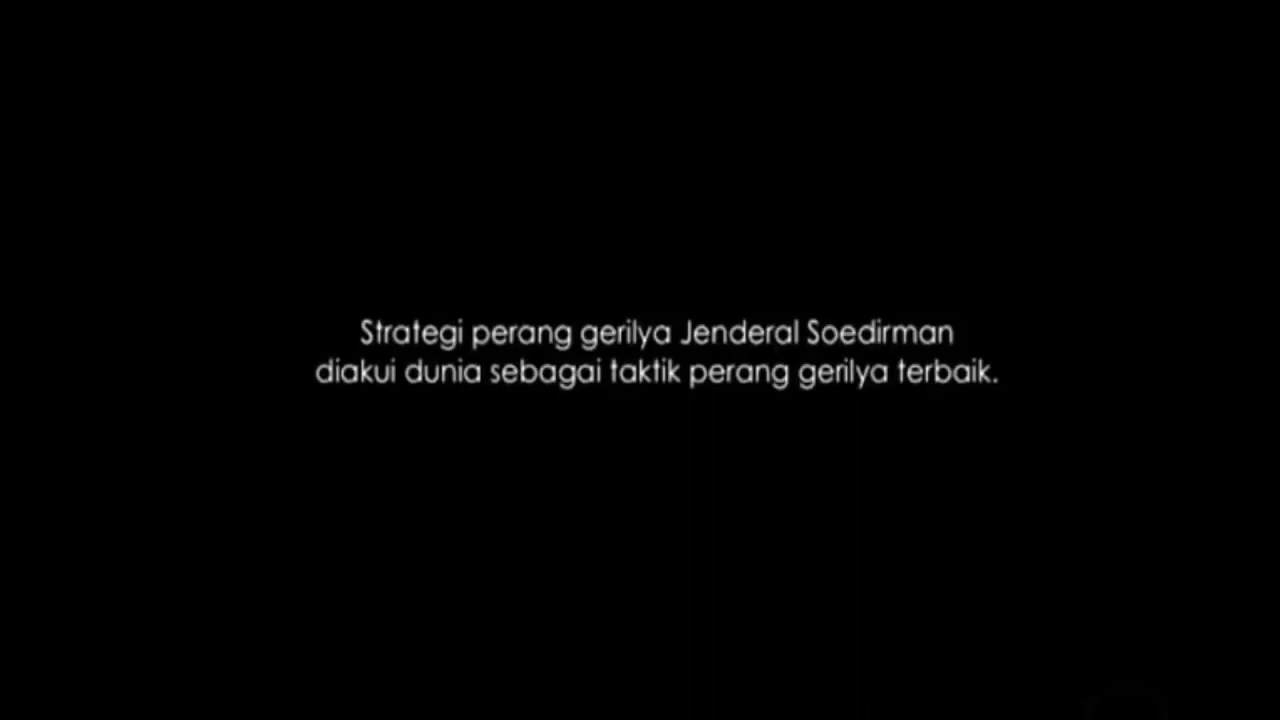 Strategi perang gerilya Jenderal Soedirman
diakui dunia sebagai taktik perang gerilya terbaik.